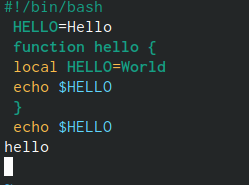 #!/bin/bash
HELLO=Hello
function hello {
local HELLO=World
echo $HELLO
}
echo $HELLO
hello
~